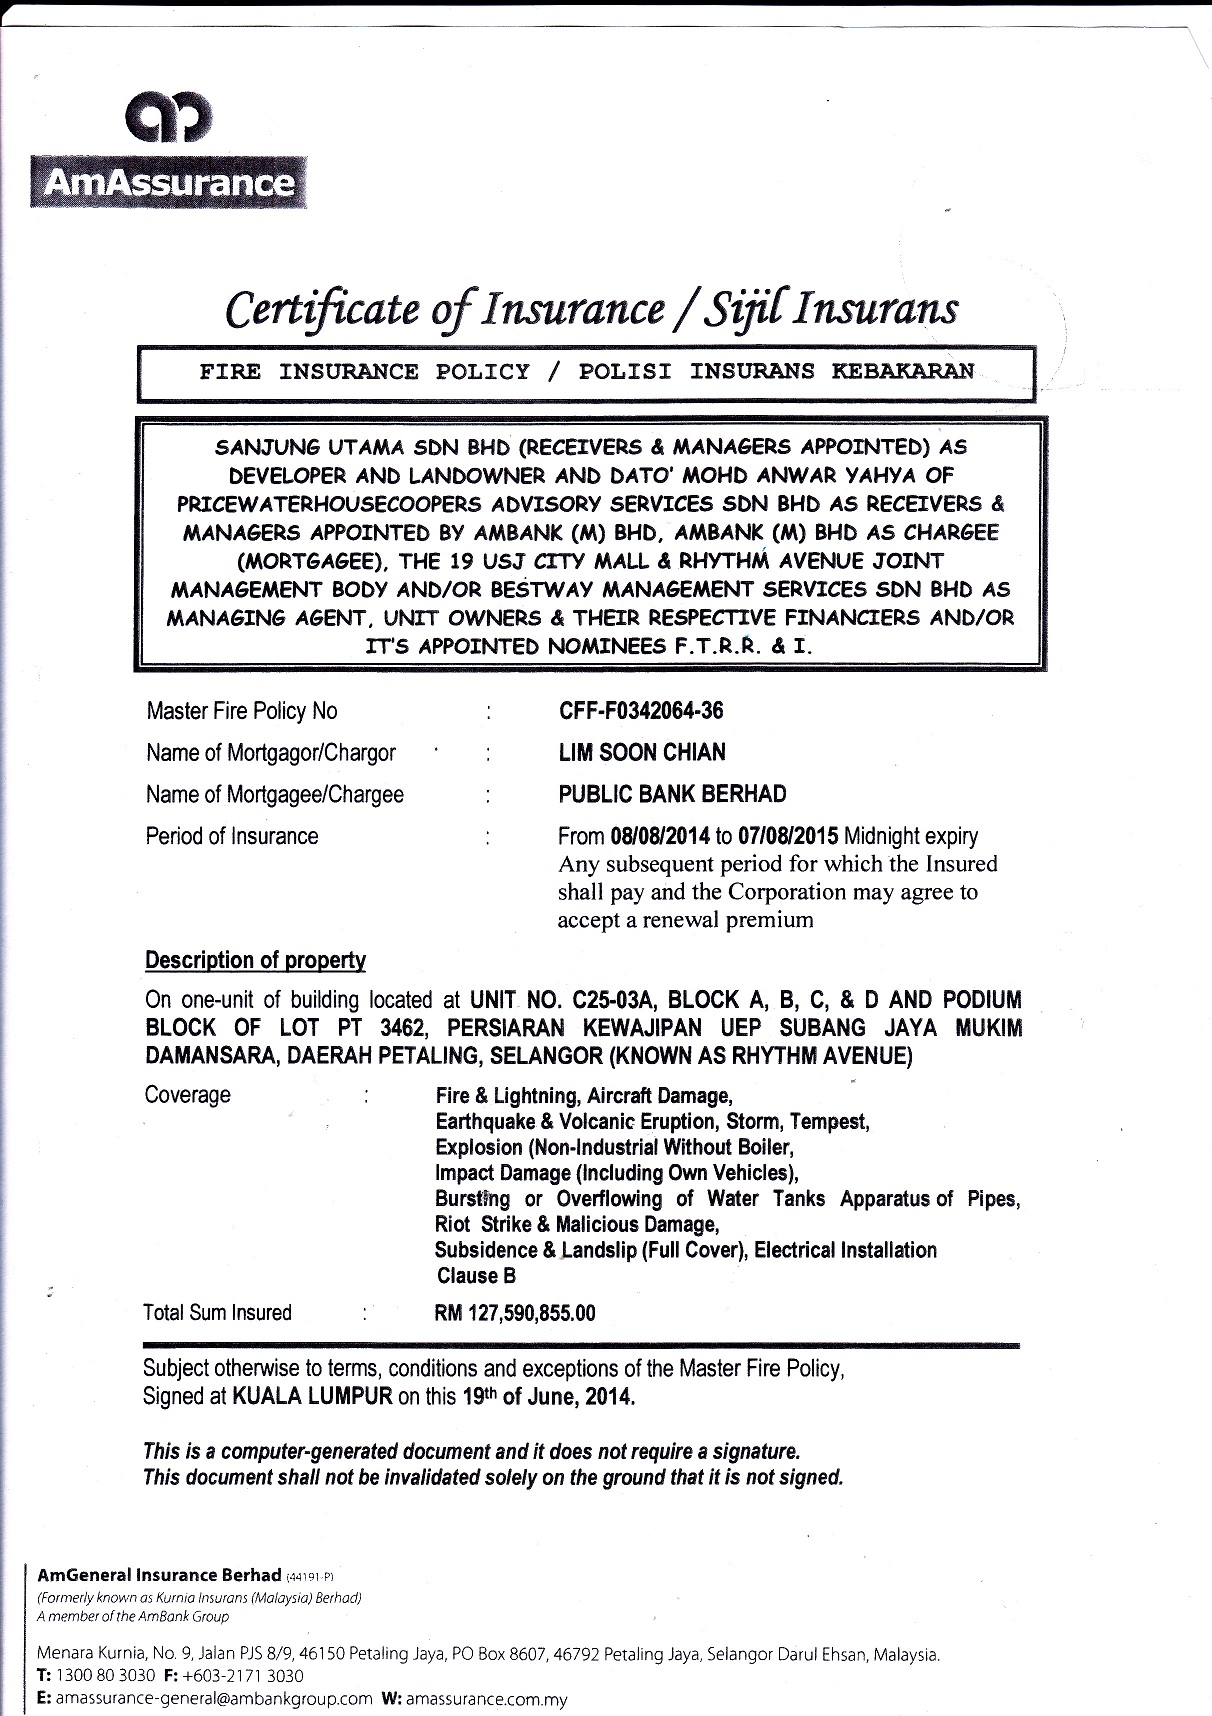 AmAssurance
Certificate of Insurance / Sijil Insurans
FIRE INSURANCE POLICY / POLISI INSURANS KEBAKARAN
SANJUNG UTAMA SDN BHD (RECEIVERS & MANAGERS APPOINTED) AS
DEVELOPER AND LANDOWNER AND DATO' MOHD ANWAR YAHYA OF
PRICEWATERHOUSECOOPERS ADVISORY SERVICES SDN BHD AS RECEIVERS &
MANAGERS APPOINTED BY AMBANK (M) BHD, AMBANK (M) BHD AS CHARGEE
(MORTGAGEE), THE 19 USJ CITY MALL & RHYTHM AVENUE JOINT
MANAGEMENT BODY AND/OR BESTWAY MANAGEMENT SERVICES SDN BHD AS
MANAGING AGENT, UNIT OWNERS & THEIR RESPECTIVE FINANCIERS AND/OR
IT'S APPOINTED NOMINEES F.T.R.R. & I.
Master Fire Policy No : CFF-F0342064-36
Name of Mortgagor/Chargor : LIM SOON CHIAN
Name of Mortgagee/Chargee : PUBLIC BANK BERHAD
Period of Insurance : From 08/08/2014 to 07/08/2015 Midnight expiry
Any subsequent period for which the Insured
shall pay and the Corporation may agree to
accept a renewal premium
Description of property
On one-unit of building located at UNIT NO. C25-03A, BLOCK A, B, C, & D AND PODIUM
BLOCK OF LOT PT 3462, PERSIARAN KEWAJIPAN UEP SUBANG JAYA MUKIM
DAMANSARA, DAERAH PETALING, SELANGOR (KNOWN AS RHYTHM AVENUE)
Coverage : Fire & Lightning, Aircraft Damage,
Earthquake & Volcanic Eruption, Storm, Tempest,
Explosion (Non-Industrial Without Boiler,
Impact Damage (Including Own Vehicles),
Bursting or Overflowing of Water Tanks Apparatus of Pipes,
Riot Strike & Malicious Damage,
Subsidence & Landslip (Full Cover), Electrical Installation
Clause B
Total Sum Insured : RM 127,590,855.00
Subject otherwise to terms, conditions and exceptions of the Master Fire Policy,
Signed at KUALA LUMPUR on this 19th of June, 2014.
This is a computer-generated document and it does not require a signature.
This document shall not be invalidated solely on the ground that it is not signed.
AmGeneral Insurance Berhad (44191-P)
(Formerly known as Kurnia Insurans (Malaysia) Berhad)
A member of the AmBank Group
Menara Kurnia, No. 9, Jalan PJS 8/9, 46150 Petaling Jaya, PO Box 8607, 46792 Petaling Jaya, Selangor Darul Ehsan, Malaysia.
T: 1300 80 3030 F: +603-2171 3030
E: amassurance-general@ambankgroup.com W: amassurance.com.my